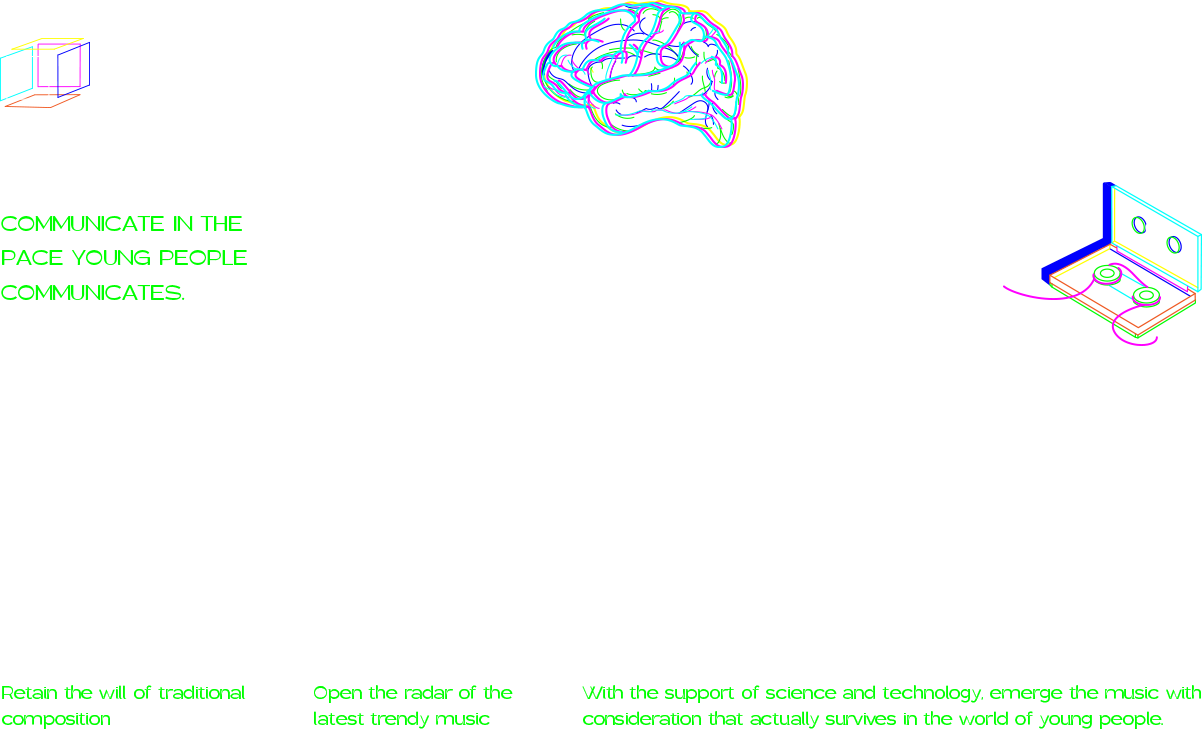 COMMUNICATE IN THE
PACE YOUNG PEOPLE
COMMUNICATES.
Retain the will of traditional
composition
Open the radar of the
latest trendy music
With the support of science and technology, emerge the music with
consideration that actually survives in the world of young people.